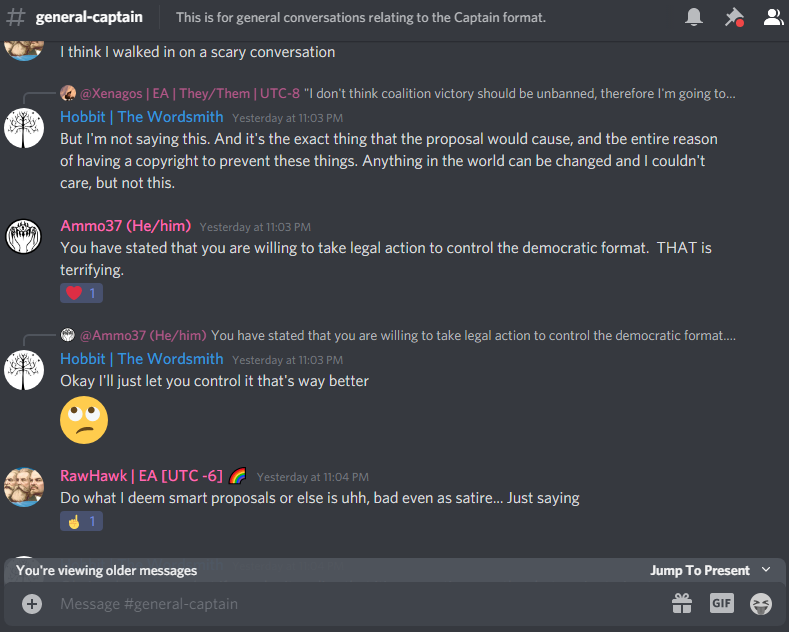 # general-captain This is for general conversations relating to the Captain format.
I think I walked in on a scary conversation
@Xenagos | EA | They/Them | UTC-8 "I don't think coalition victory should be unbanned, therefore I'm going to...
Hobbit | The Wordsmith Yesterday at 11:03 PM
But I'm not saying this. And it's the exact thing that the proposal would cause, and tbe entire reason
of having a copyright to prevent these things. Anything in the world can be changed and I couldn't
care, but not this.
Ammo37 (He/him) Yesterday at 11:03 PM
You have stated that you are willing to take legal action to control the democratic format.  THAT is
terrifying.
1
@Ammo37 (He/him) You have stated that you are willing to take legal action to control the democratic format....
Hobbit | The Wordsmith Yesterday at 11:03 PM
Okay I'll just let you control it that's way better
RawHawk | EA [UTC -6] Yesterday at 11:04 PM
Do what I deem smart proposals or else is uhh, bad even as satire... Just saying
1
You're viewing older messages Jump To Present
Message #general-captain GIF